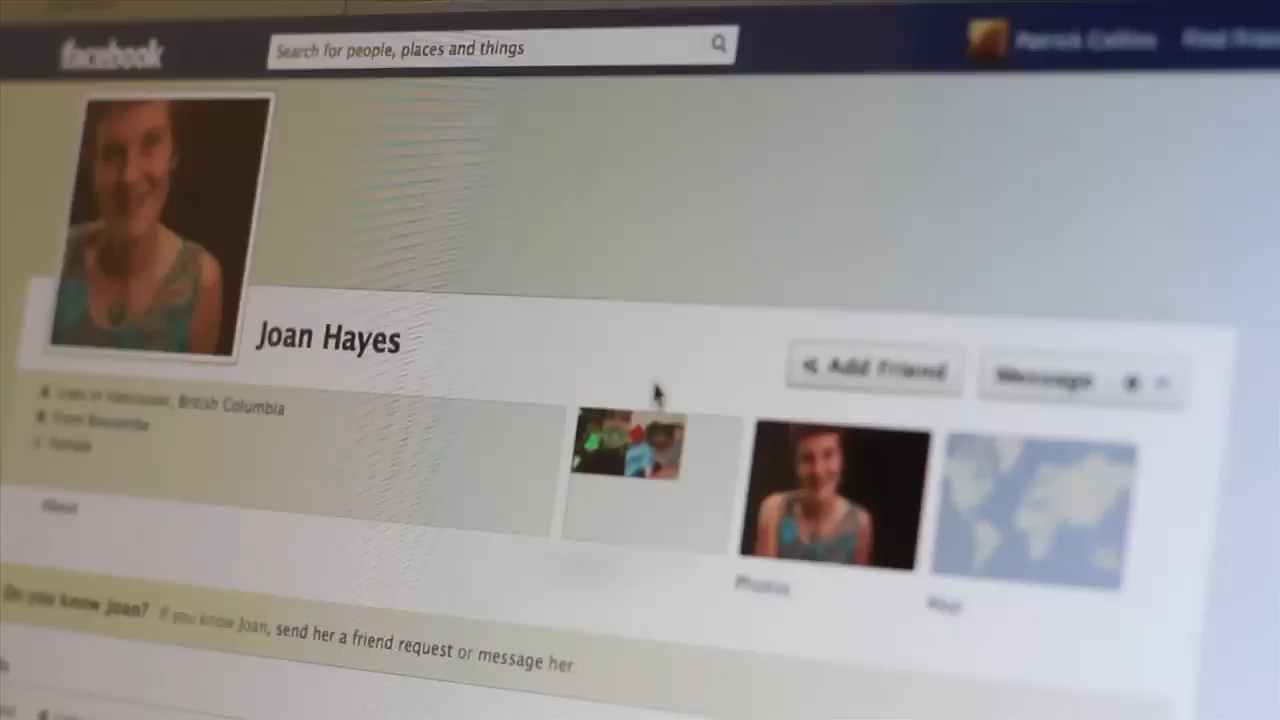 facebook
Search for people, places and things
Patrick Collins
Find Frien
Joan Hayes
Add Friend
Message
Lives in Vancouver, British Columbia
From
Female
About
Photos
Map
Do you know Joan? If you know Joan, send her a friend request or message her.